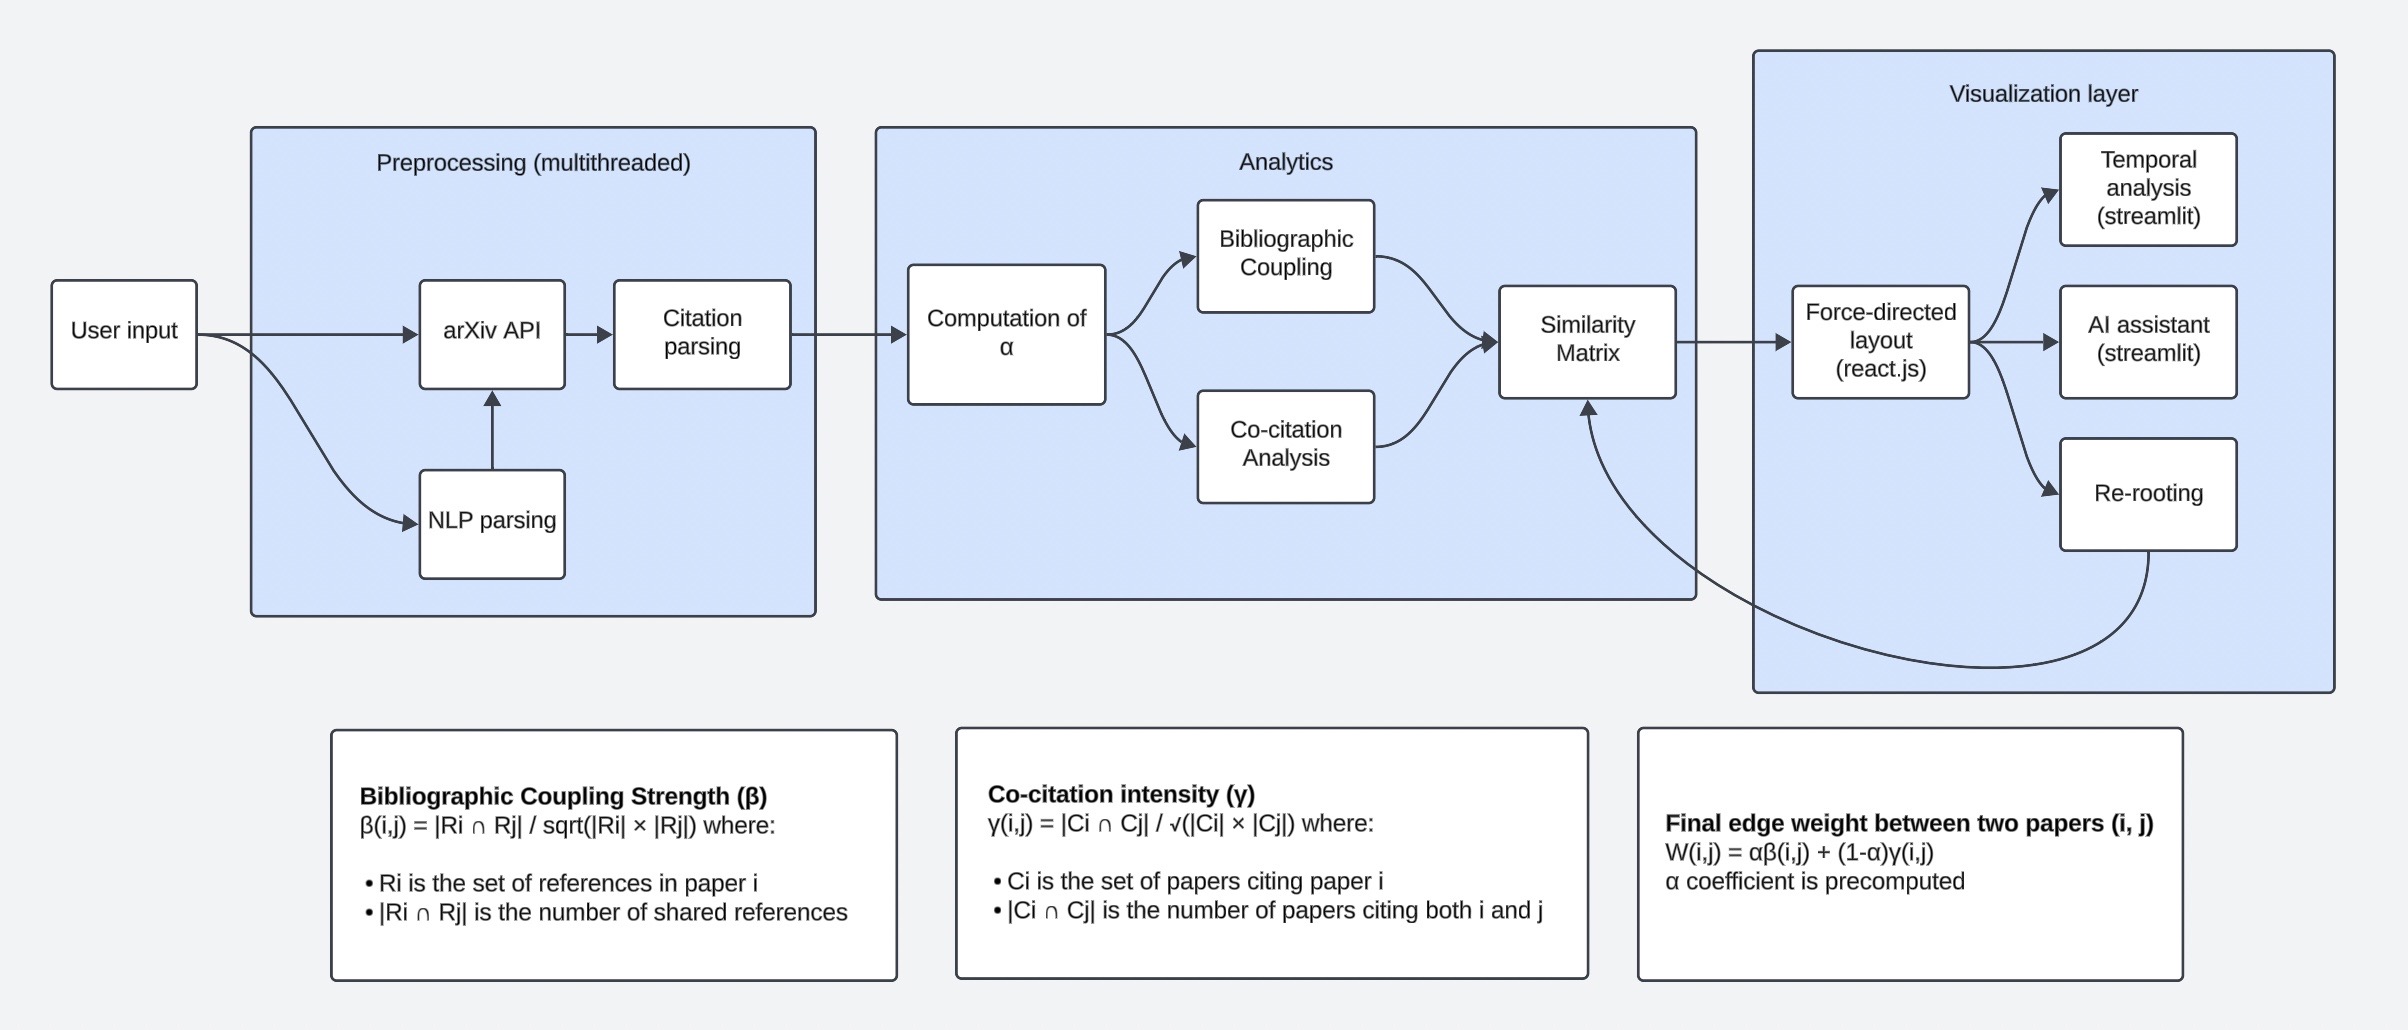 Visualization layer
Preprocessing (multithreaded)
Analytics
User input
arXiv API
Citation
parsing
NLP parsing
Computation of
α
Bibliographic
Coupling
Co-citation
Analysis
Similarity
Matrix
Force-directed
layout
(react.js)
Temporal
analysis
(streamlit)
AI assistant
(streamlit)
Re-rooting
Bibliographic Coupling Strength (β)
β(i,j) = |Ri ∩ Rj| / sqrt(|Ri| × |Rj|) where:
• Ri is the set of references in paper i
• |Ri ∩ Rj| is the number of shared references
Co-citation intensity (γ)
γ(i,j) = |Ci ∩ Cj| / √(|Ci| × |Cj|) where:
• Ci is the set of papers citing paper i
• |Ci ∩ Cj| is the number of papers citing both i and j
Final edge weight between two papers (i, j)
W(i,j) = αβ(i,j) + (1-α)γ(i,j)
α coefficient is precomputed